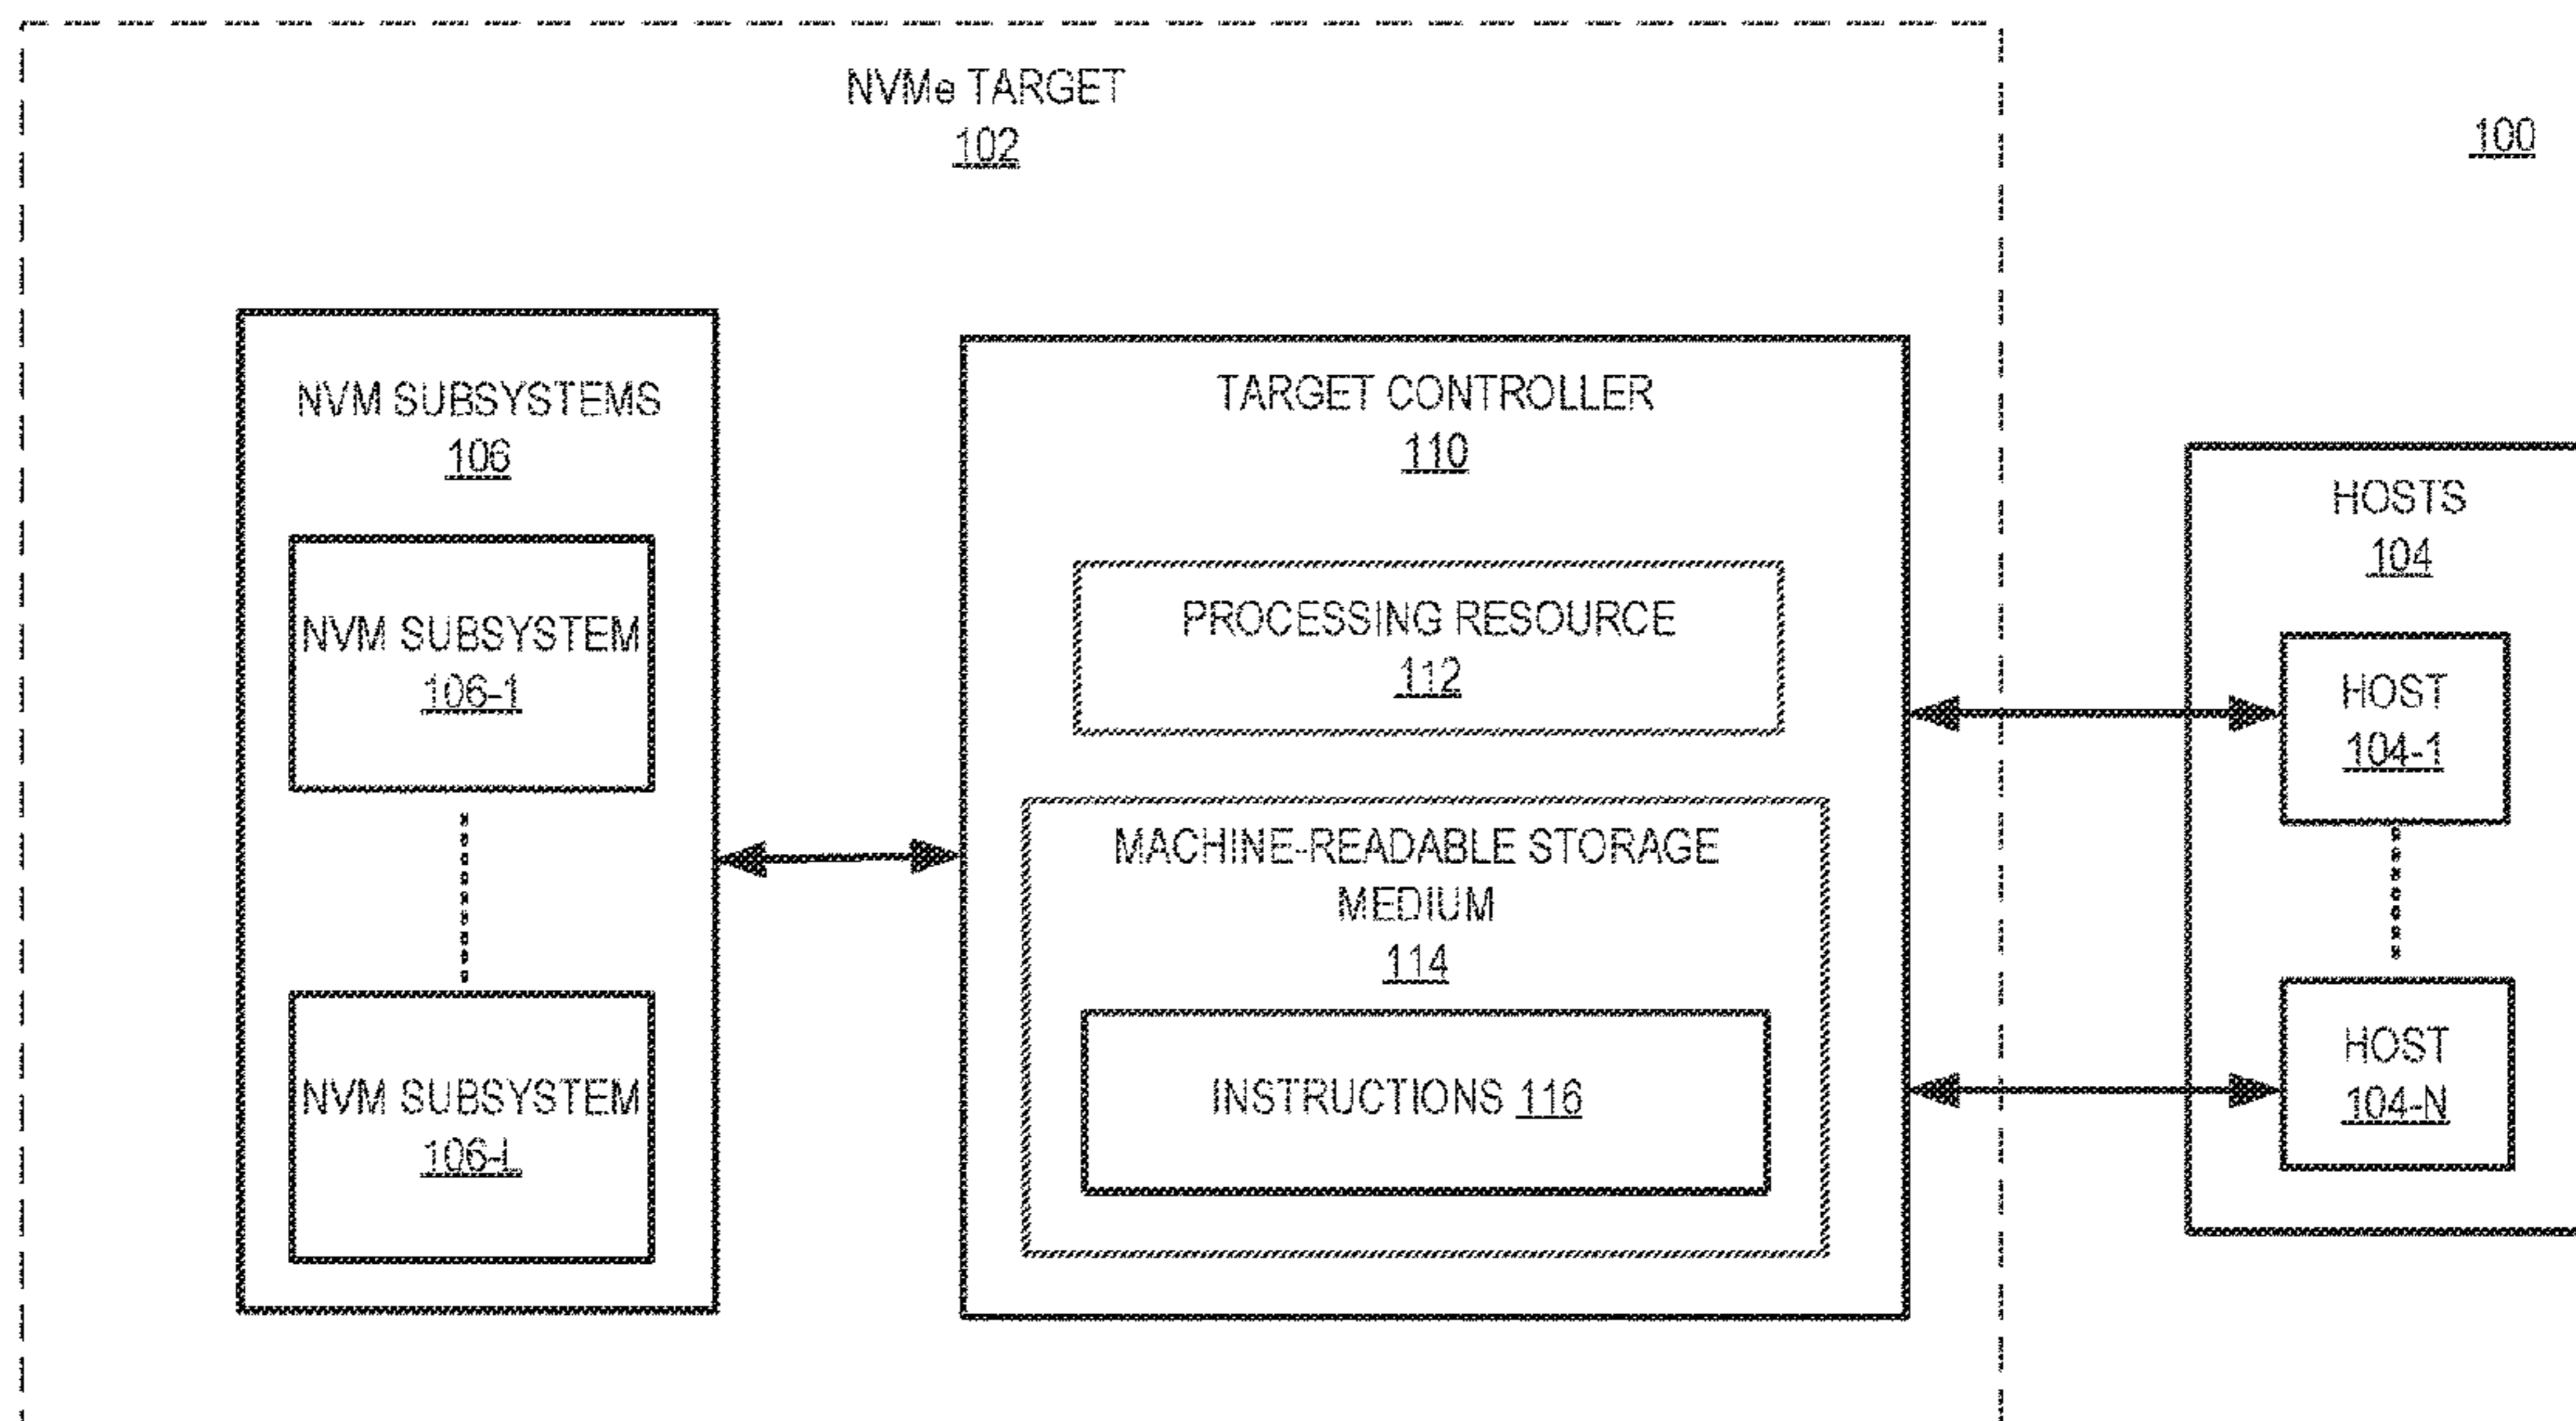 NVMe TARGET
102
100
NVM SUBSYSTEMS
106
NVM SUBSYSTEM
106-1
NVM SUBSYSTEM
106-L
TARGET CONTROLLER
110
PROCESSING RESOURCE
112
MACHINE-READABLE STORAGE
MEDIUM
114
INSTRUCTIONS 116
HOSTS
104
HOST
104-1
HOST
104-N